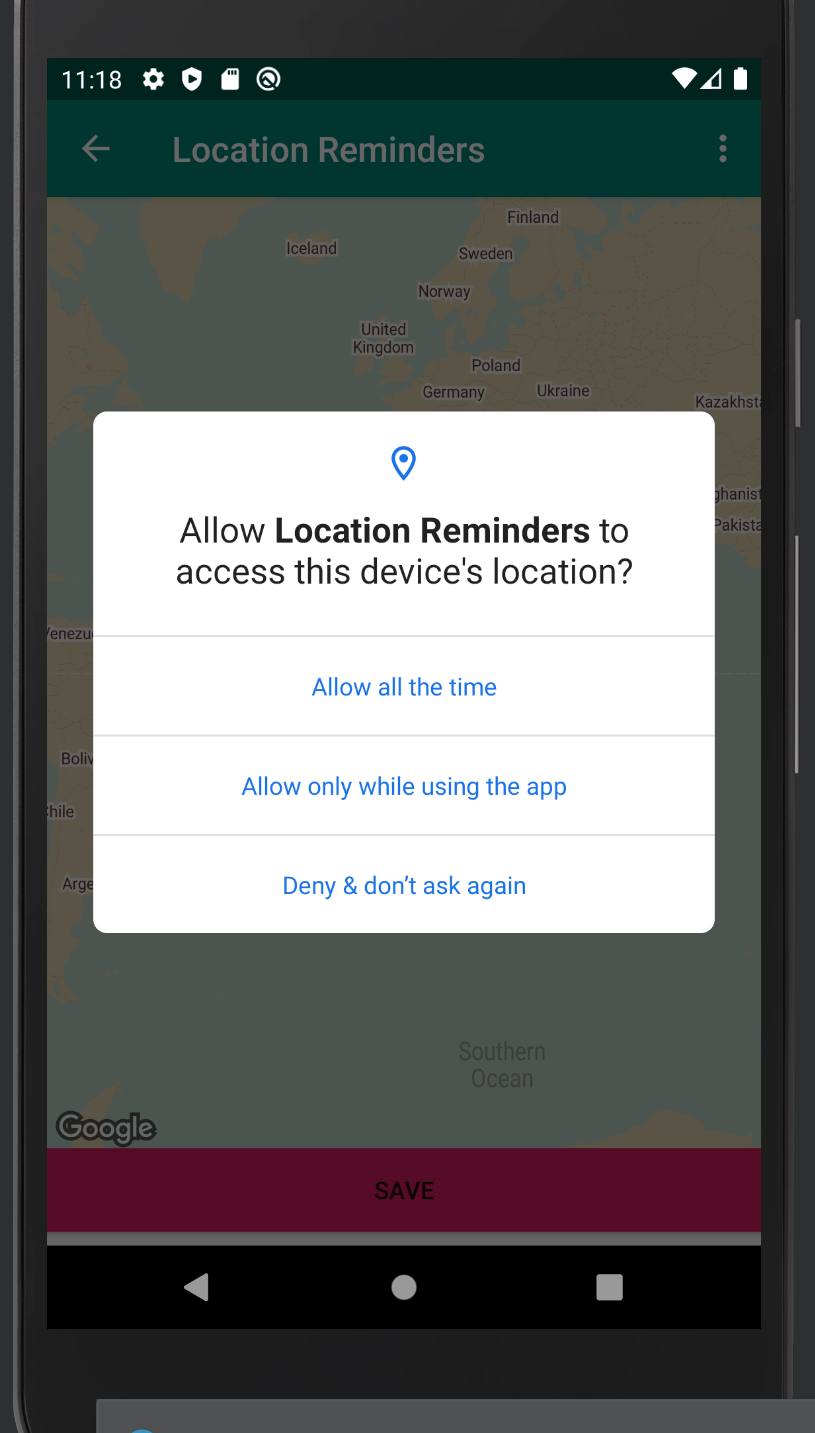 11:18
Location Reminders
Finland
Iceland
Sweden
Norway
United
Kingdom
Poland
Germany
Ukraine
Kazakhsta
Allow Location Reminders to
access this device's location?
ghanist
Pakista
Venezu
Allow all the time
Boliv
Allow only while using the app
Chile
Arge
Deny & don't ask again
Southern
Ocean
Google
SAVE